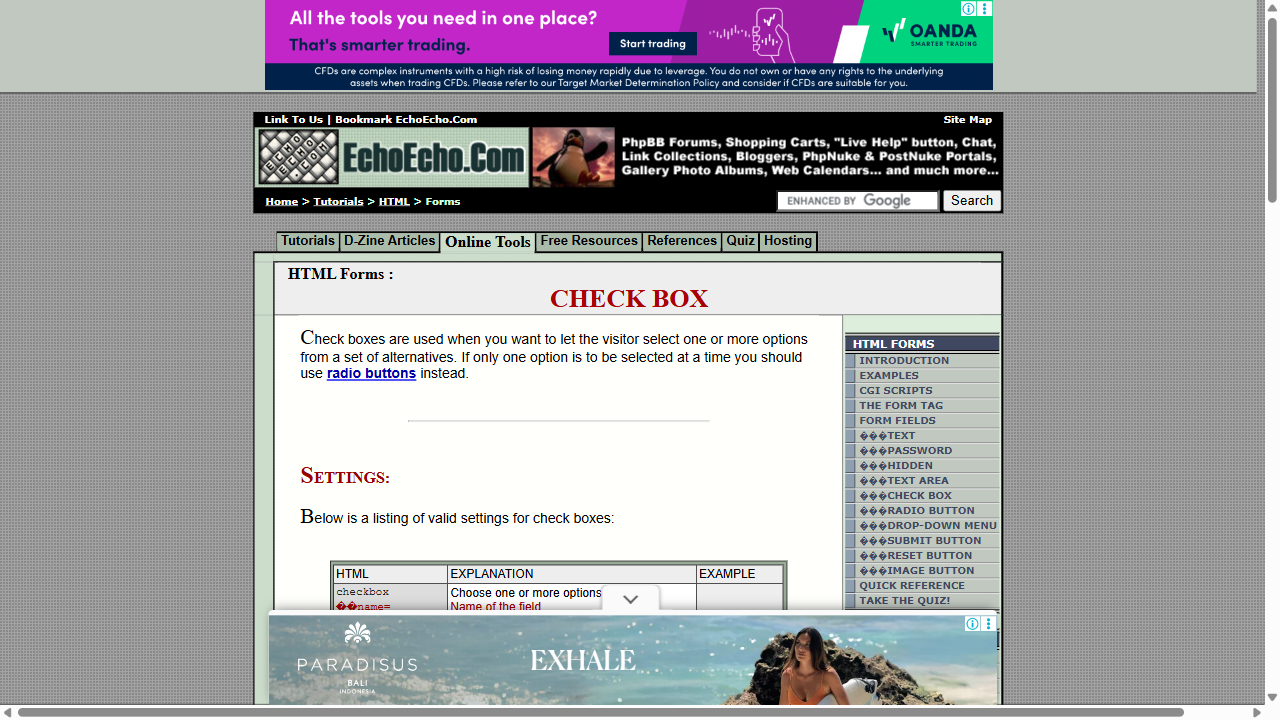 All the tools you need in one place?
That's smarter trading.
Start trading
OANDA
SMARTER TRADING
CFDs are complex instruments with a high risk of losing money rapidly due to leverage. You do not own or have any rights to the underlying
assets when trading CFDs. Please refer to our Target Market Determination Policy and consider if CFDs are suitable for you.
Link To Us | Bookmark EchoEcho.Com
Site Map
EchoEcho.Com
PhpBB Forums, Shopping Carts, "Live Help" button, Chat,
Link Collections, Bloggers, PhpNuke & PostNuke Portals,
Gallery Photo Albums, Web Calendars... and much more...
Home > Tutorials > HTML > Forms
ENHANCED BY Google
Search
Tutorials
D-Zine Articles
Online Tools
Free Resources
References
Quiz
Hosting
HTML Forms :
CHECK BOX
Check boxes are used when you want to let the visitor select one or more options
from a set of alternatives. If only one option is to be selected at a time you should
use radio buttons instead.
SETTINGS:
Below is a listing of valid settings for check boxes:
HTML EXPLANATION EXAMPLE
checkbox
��name=
Choose one or more options
Name of the field
HTML FORMS
INTRODUCTION
EXAMPLES
CGI SCRIPTS
THE FORM TAG
FORM FIELDS
���TEXT
���PASSWORD
���HIDDEN
���TEXT AREA
���CHECK BOX
���RADIO BUTTON
���DROP-DOWN MENU
���SUBMIT BUTTON
���RESET BUTTON
���IMAGE BUTTON
QUICK REFERENCE
TAKE THE QUIZ!
PARADISUS
BALI
INDONESIA
EXHALE